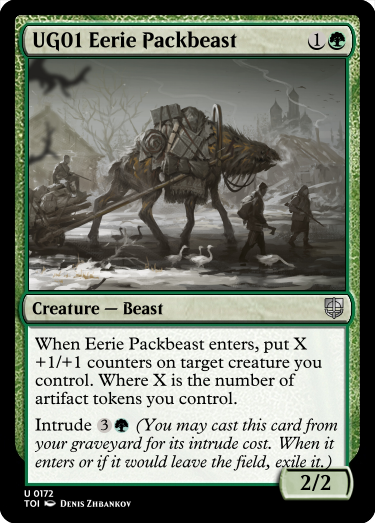 UG01 Eerie Packbeast 1
Creature — Beast
When Eerie Packbeast enters, put X
+1/+1 counters on target creature you
control. Where X is the number of
artifact tokens you control.
Intrude 3 (You may cast this card from
your graveyard for its intrude cost. When it
enters or if it would leave the field, exile it.)
2/2
U 0172
TOI DENIS ZHBANKOV